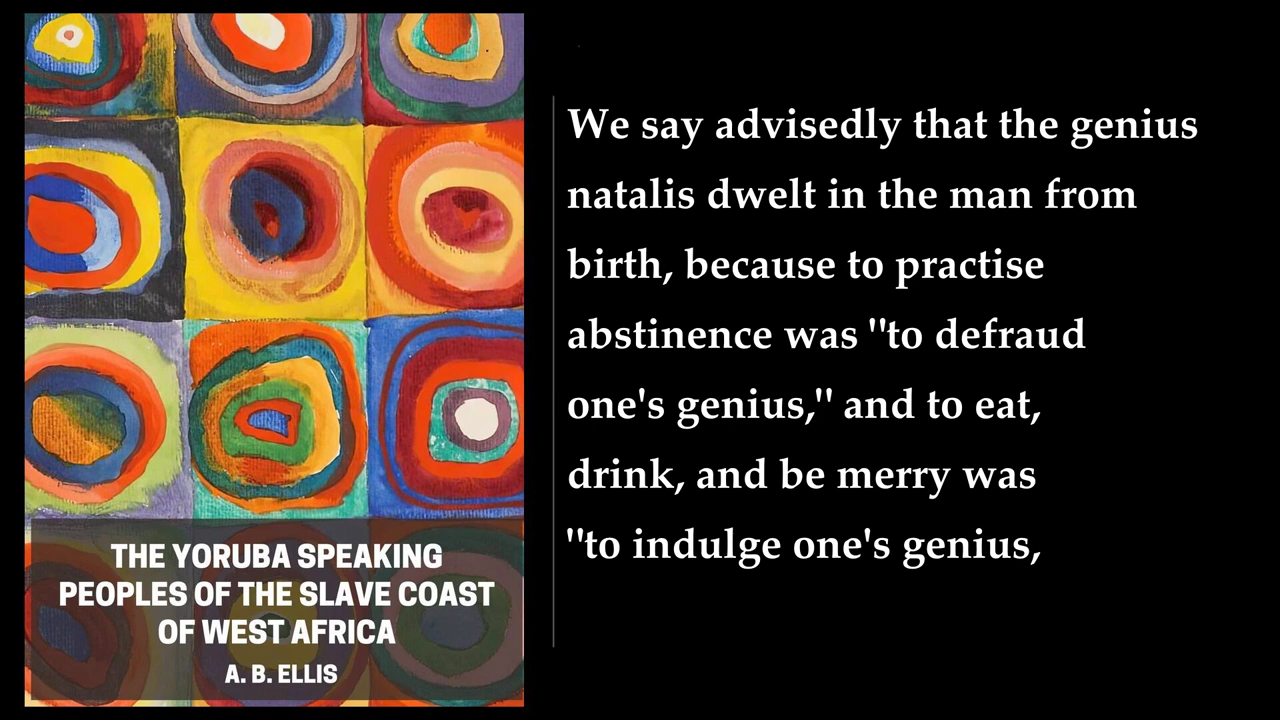 THE YORUBA SPEAKING
PEOPLES OF THE SLAVE COAST
OF WEST AFRICA
A. B. ELLIS
We say advisedly that the genius
natalis dwelt in the man from
birth, because to practise
abstinence was "to defraud
one's genius," and to eat,
drink, and be merry was
"to indulge one's genius,